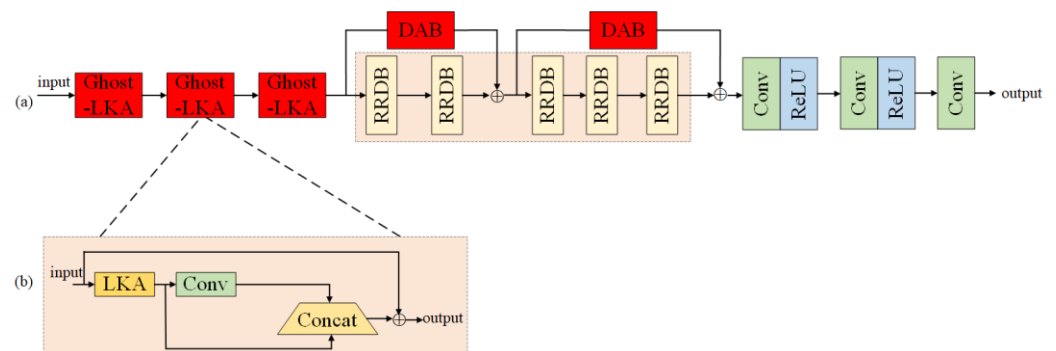 DAB
DAB
input
Ghost
-LKA
Ghost
-LKA
Ghost
-LKA
RRDB
RRDB
RRDB
RRDB
RRDB
Conv
ReLU
Conv
ReLU
Conv
output
(a)
(b)
input
LKA
Conv
Concat
output